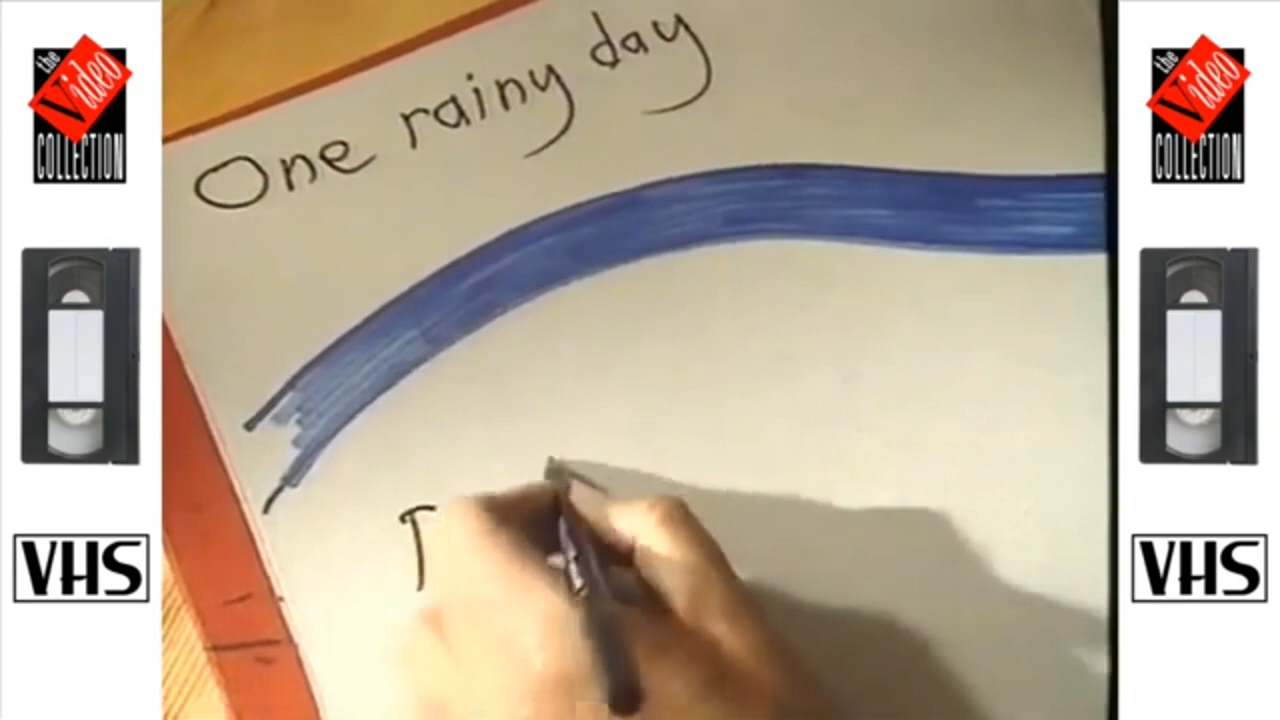 One rainy day
the
Video
COLLECTION
VHS
the
Video
COLLECTION
VHS